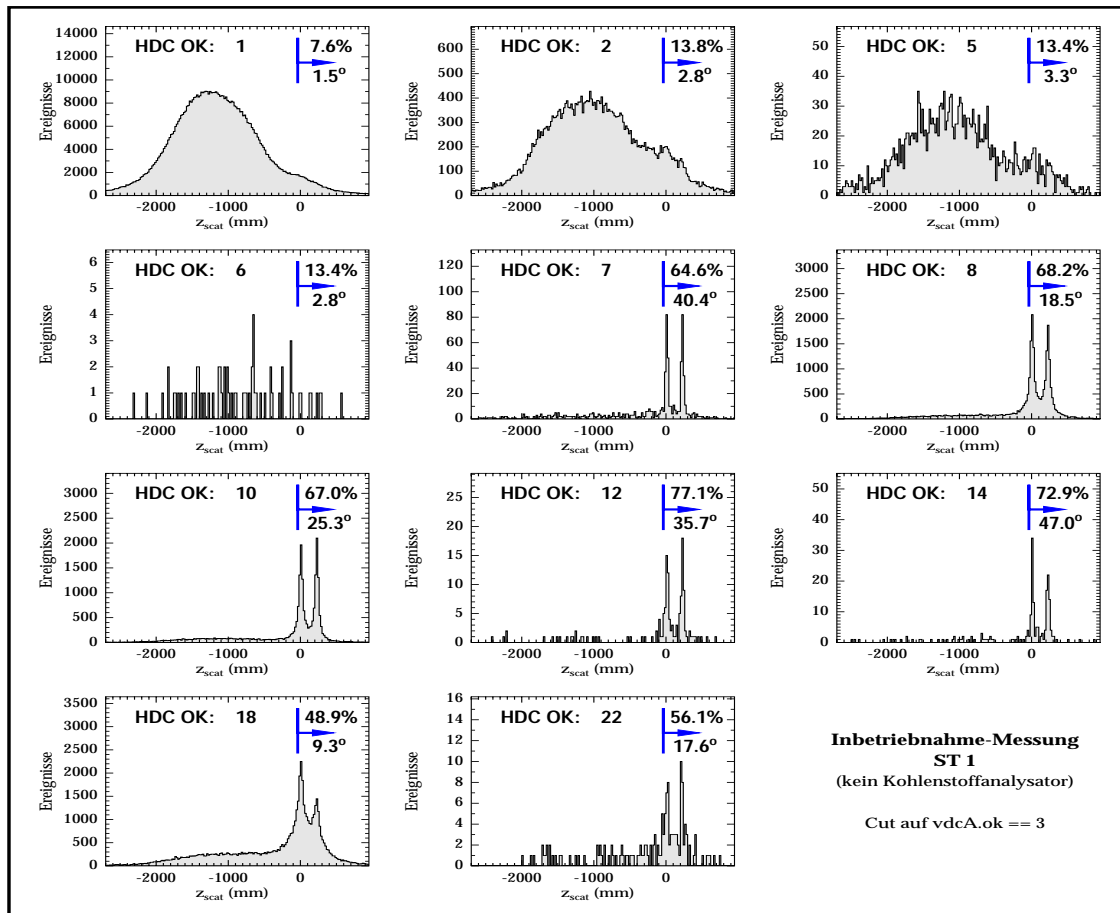 HDC OK: 1 7.6%
1.5°
14000
12000
10000
8000
6000
4000
2000
0
Ereignisse
-2000 -1000 0
z_scat (mm)
HDC OK: 2 13.8%
2.8°
600
500
400
300
200
100
0
Ereignisse
-2000 -1000 0
z_scat (mm)
HDC OK: 5 13.4%
3.3°
50
40
30
20
10
0
Ereignisse
-2000 -1000 0
z_scat (mm)
HDC OK: 6 13.4%
2.8°
6
5
4
3
2
1
0
Ereignisse
-2000 -1000 0
z_scat (mm)
HDC OK: 7 64.6%
40.4°
120
100
80
60
40
20
0
Ereignisse
-2000 -1000 0
z_scat (mm)
HDC OK: 8 68.2%
18.5°
3000
2500
2000
1500
1000
500
0
Ereignisse
-2000 -1000 0
z_scat (mm)
HDC OK: 10 67.0%
25.3°
3000
2500
2000
1500
1000
500
0
Ereignisse
-2000 -1000 0
z_scat (mm)
HDC OK: 12 77.1%
35.7°
25
20
15
10
5
0
Ereignisse
-2000 -1000 0
z_scat (mm)
HDC OK: 14 72.9%
47.0°
50
40
30
20
10
0
Ereignisse
-2000 -1000 0
z_scat (mm)
HDC OK: 18 48.9%
9.3°
3500
3000
2500
2000
1500
1000
500
0
Ereignisse
-2000 -1000 0
z_scat (mm)
HDC OK: 22 56.1%
17.6°
16
14
12
10
8
6
4
2
0
Ereignisse
-2000 -1000 0
z_scat (mm)
Inbetriebnahme-Messung
ST 1
(kein Kohlenstoffanalysator)
Cut auf vdcA.ok == 3